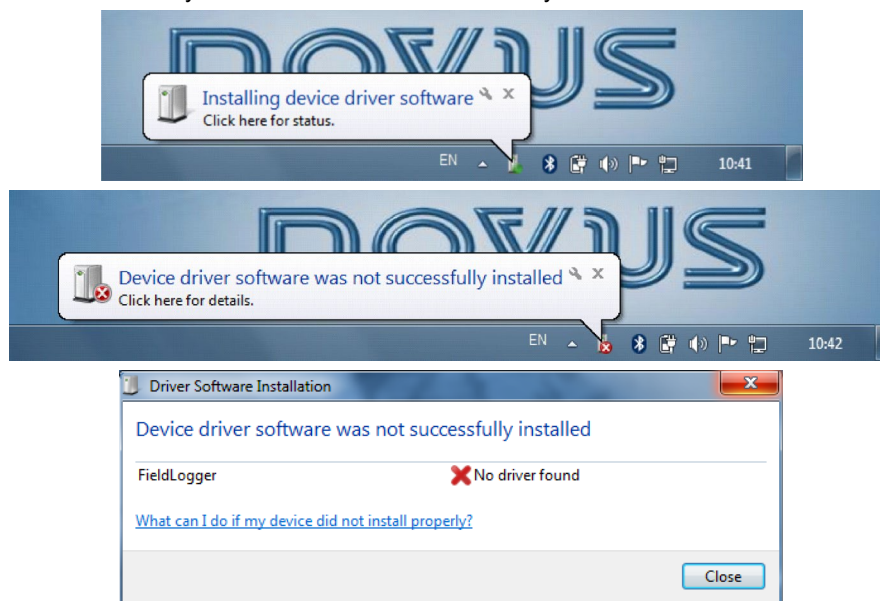 NOVUS
Installing device driver software
Click here for status.
EN
10:41
NOVUS
Device driver software was not successfully installed
Click here for details.
EN
10:42
Driver Software Installation
Device driver software was not successfully installed
FieldLogger No driver found
What can I do if my device did not install properly?
Close